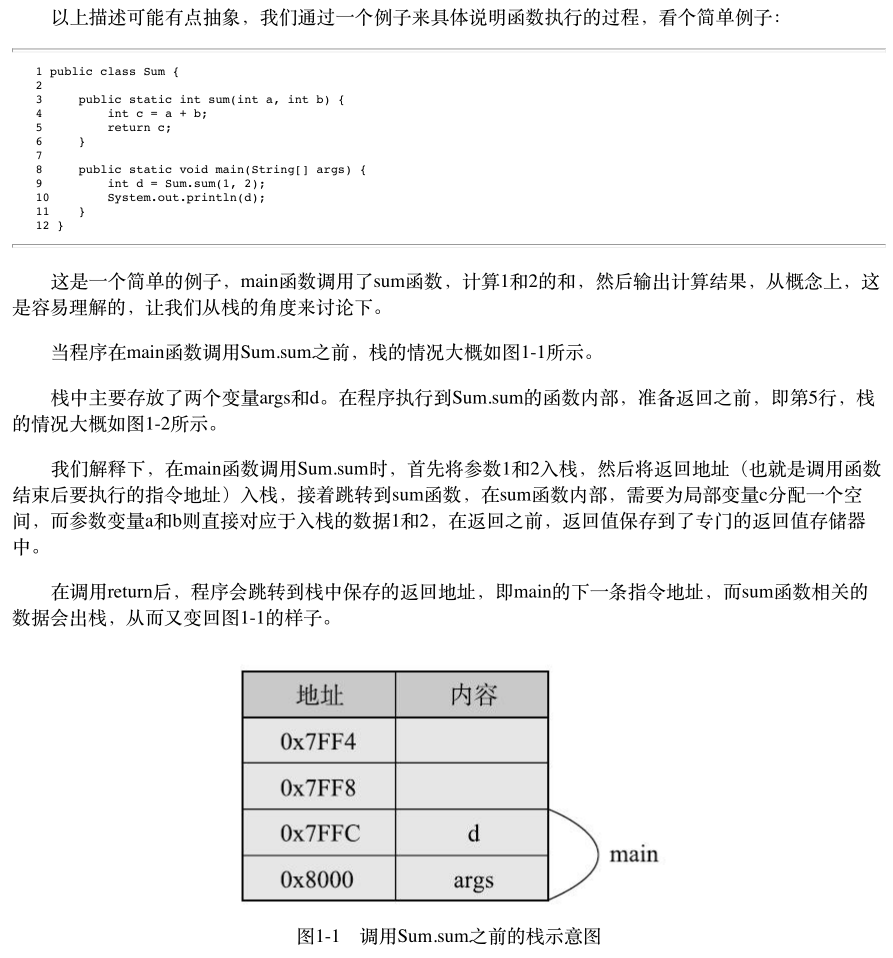 以上描述可能有点抽象，我们通过一个例子来具体说明函数执行的过程，看个简单例子：
1 public class Sum {
2
3     public static int sum(int a, int b) {
4         int c = a + b;
5         return c;
6     }
7
8     public static void main(String[] args) {
9         int d = Sum.sum(1, 2);
10         System.out.println(d);
11     }
12 }
这是一个简单的例子，main函数调用了sum函数，计算1和2的和，然后输出计算结果，从概念上，这
是容易理解的，让我们从栈的角度来讨论下。
当程序在main函数调用Sum.sum之前，栈的情况大概如图1-1所示。
栈中主要存放了两个变量args和d。在程序执行到Sum.sum的函数内部，准备返回之前，即第5行，栈
的情况大概如图1-2所示。
我们解释下，在main函数调用Sum.sum时，首先将参数1和2入栈，然后将返回地址（也就是调用函数
结束后要执行的指令地址）入栈，接着跳转到sum函数，在sum函数内部，需要为局部变量c分配一个空
间，而参数变量a和b则直接对应于入栈的数据1和2，在返回之前，返回值保存到了专门的返回值存储器
中。
在调用return后，程序会跳转到栈中保存的返回地址，即main的下一条指令地址，而sum函数相关的
数据会出栈，从而又变回图1-1的样子。
地址 内容
0x7FF4
0x7FF8
0x7FFC d
main
0x8000 args
图1-1 调用Sum.sum之前的栈示意图